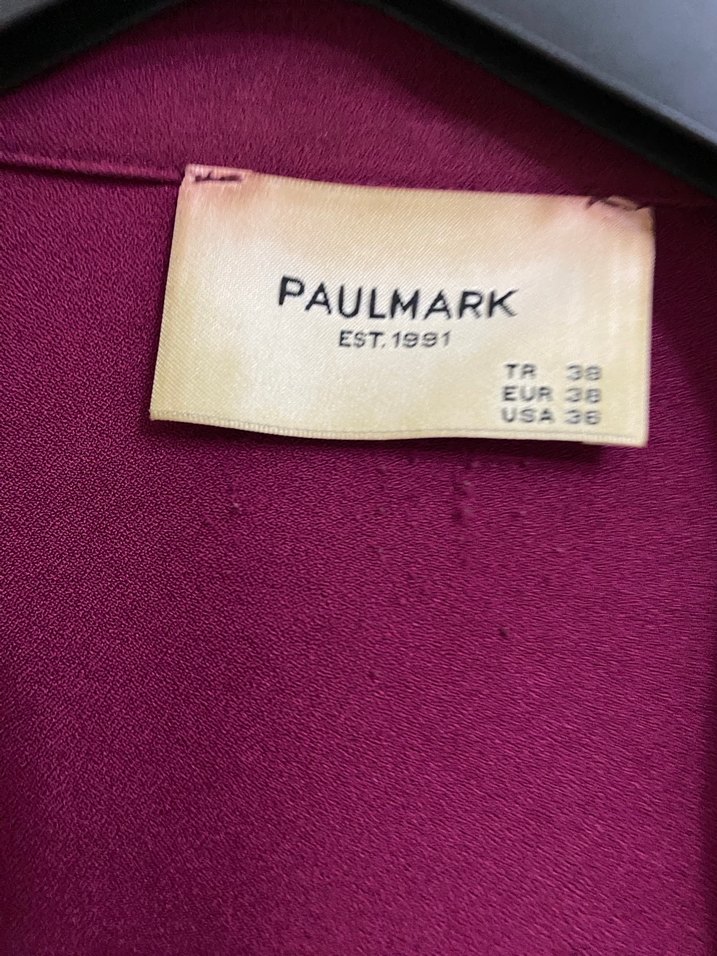 PAULMARK
EST. 1991
TR 38
EUR 38
USA 36